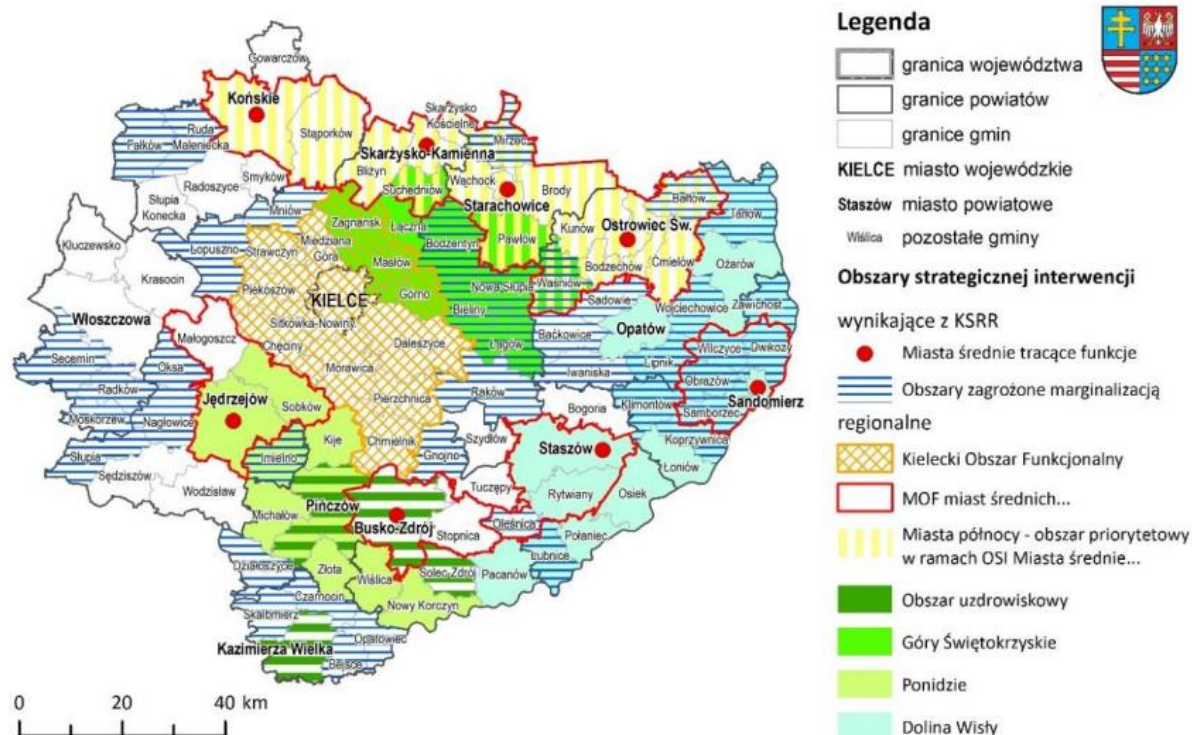 Gowarczów
Końskie
Stąporków
Skarżysko
Kościelne
Mirzec
Ruda
Maleniecka
Fałków
Skarżysko-Kamienna
Bliżyn
Radoszyce
Smyków
Suchedniów
Wąchock
Brody
Starachowice
Bałtów
Tarłów
Słupia
Konecka
Mniów
Zagnańsk
Łączna
Kunów
Ostrowiec Św.
Kluczewsko
Łopuszno
Strawczyn
Miedziana
Góra
Bodzentyn
Pawłów
Krasocin
Masłów
Bodzechów
Ćmielów
Ożarów
Piekoszów
KIELCE
Górno
Nowa Słupia
Waśniów
Sadowie
Wojciechowice
Zawichost
Włoszczowa
Sitkówka-Nowiny
Bieliny
Baćkowice
Opatów
Małogoszcz
Chęciny
Daleszyce
Łagów
Wilczyce
Dwikozy
Secemin
Oksa
Morawica
Iwaniska
Lipnik
Radków
Pierzchnica
Raków
Klimontów
Obrazów
Sandomierz
Jędrzejów
Sobków
Bogoria
Samborzec
Moskorzew
Nagłowice
Kije
Chmielnik
Szydłów
Staszów
Koprzywnica
Słupia
Imielno
Gnojno
Łoniów
Sędziszów
Wodzisław
Tuczępy
Rytwiany
Osiek
Michałów
Pińczów
Busko-Zdrój
Stopnica
Oleśnica
Połaniec
Łubnice
Działoszyce
Złota
Wiślica
Solec Zdrój
Pacanów
Czarnocin
Nowy Korczyn
Skalbmierz
Kazimierza Wielka
Opatowiec
Bejsce
0 20 40 km
Legenda
granica województwa
granice powiatów
granice gmin
KIELCE miasto wojewódzkie
Staszów miasto powiatowe
Wiślica pozostałe gminy
Obszary strategicznej interwencji
wynikające z KSRR
Miasta średnie tracące funkcje
Obszary zagrożone marginalizacją
regionalne
Kielecki Obszar Funkcjonalny
MOF miast średnich...
Miasta północy - obszar priorytetowy
w ramach OSI Miasta średnie...
Obszar uzdrowiskowy
Góry Świętokrzyskie
Ponidzie
Dolina Wisły